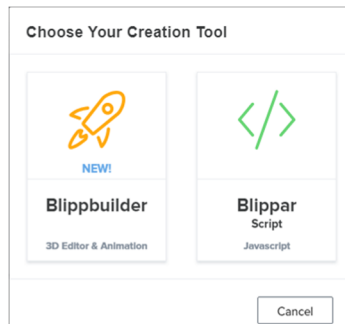 Choose Your Creation Tool
NEW!
Blippbuilder
3D Editor & Animation
Blippar
Script
Javascript
Cancel